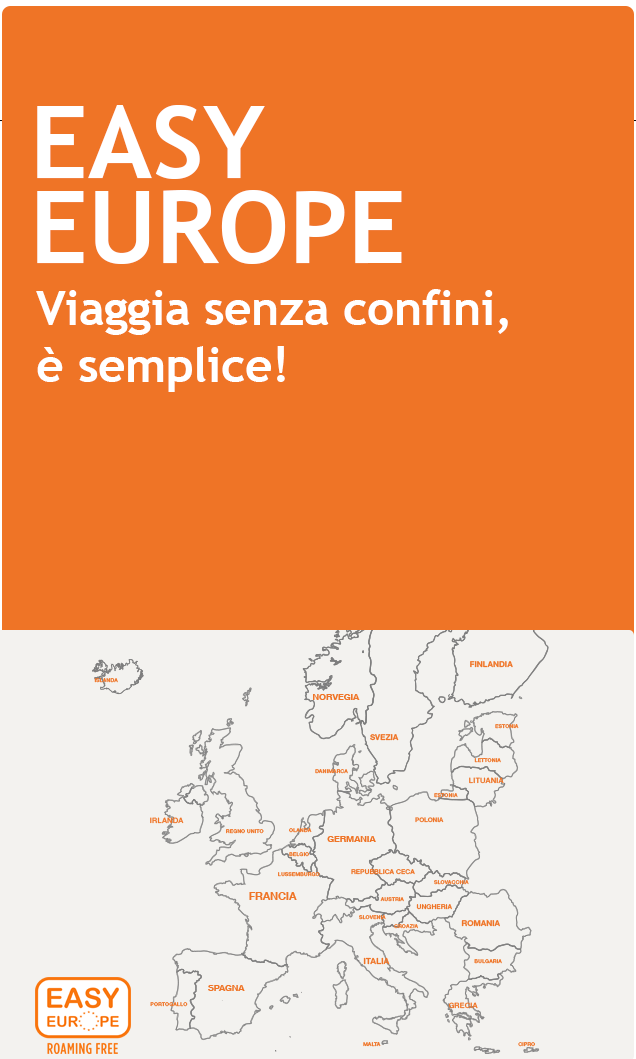 EASY
EUROPE
Viaggia senza confini,
è semplice!
FINLANDIA
NORVEGIA
ESTONIA
SVEZIA
LETTONIA
DANIMARCA
LITUANIA
ESTONIA
IRLANDA
POLONIA
REGNO UNITO
OLANDA
GERMANIA
BELGIO
REPUBBLICA CECA
LUSSEMBURGO
SLOVACCHIA
FRANCIA
AUSTRIA
UNGHERIA
SLOVENIA
ROMANIA
CROAZIA
ITALIA
BULGARIA
SPAGNA
EASY
EUROPE
PORTOGALLO
GRECIA
MALTA
CIPRO
ROAMING FREE